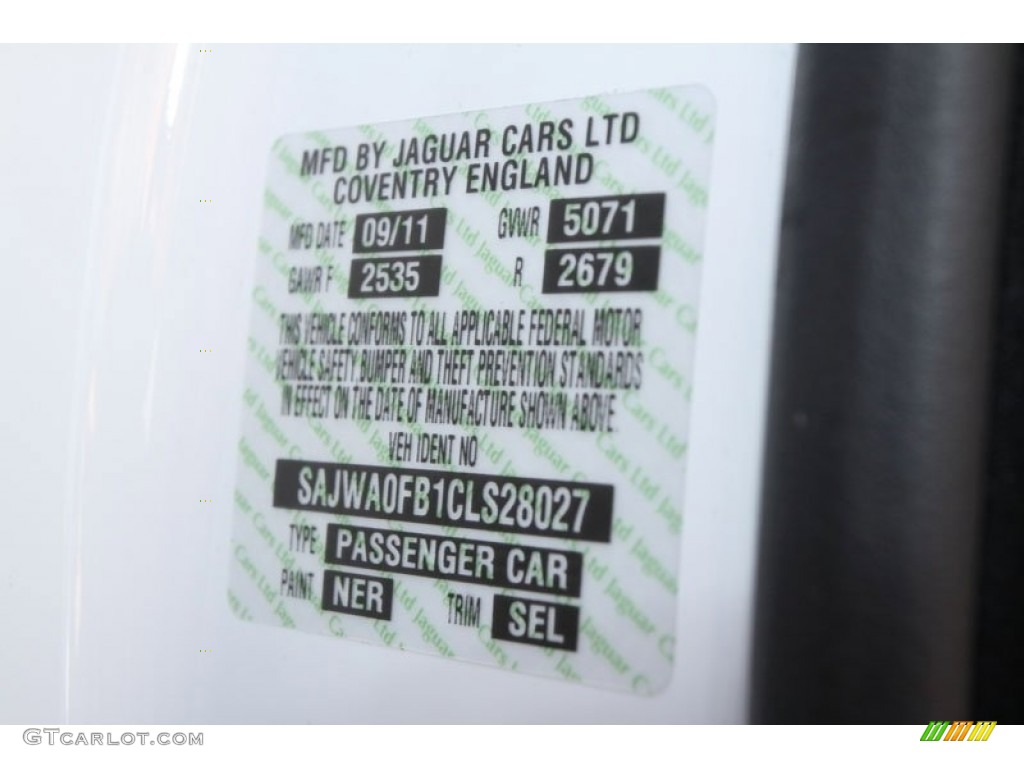 MFD BY JAGUAR CARS LTD
COVENTRY ENGLAND
MFD DATE 09/11 GVWR 5071
GAWR F 2535 R 2679
THIS VEHICLE CONFORMS TO ALL APPLICABLE FEDERAL MOTOR
VEHICLE SAFETY BUMPER AND THEFT PREVENTION STANDARDS
IN EFFECT ON THE DATE OF MANUFACTURE SHOWN ABOVE.
VEH IDENT NO
SAJWA0FB1CLS28027
TYPE PASSENGER CAR
PAINT NER TRIM SEL
GTCARLOT.COM